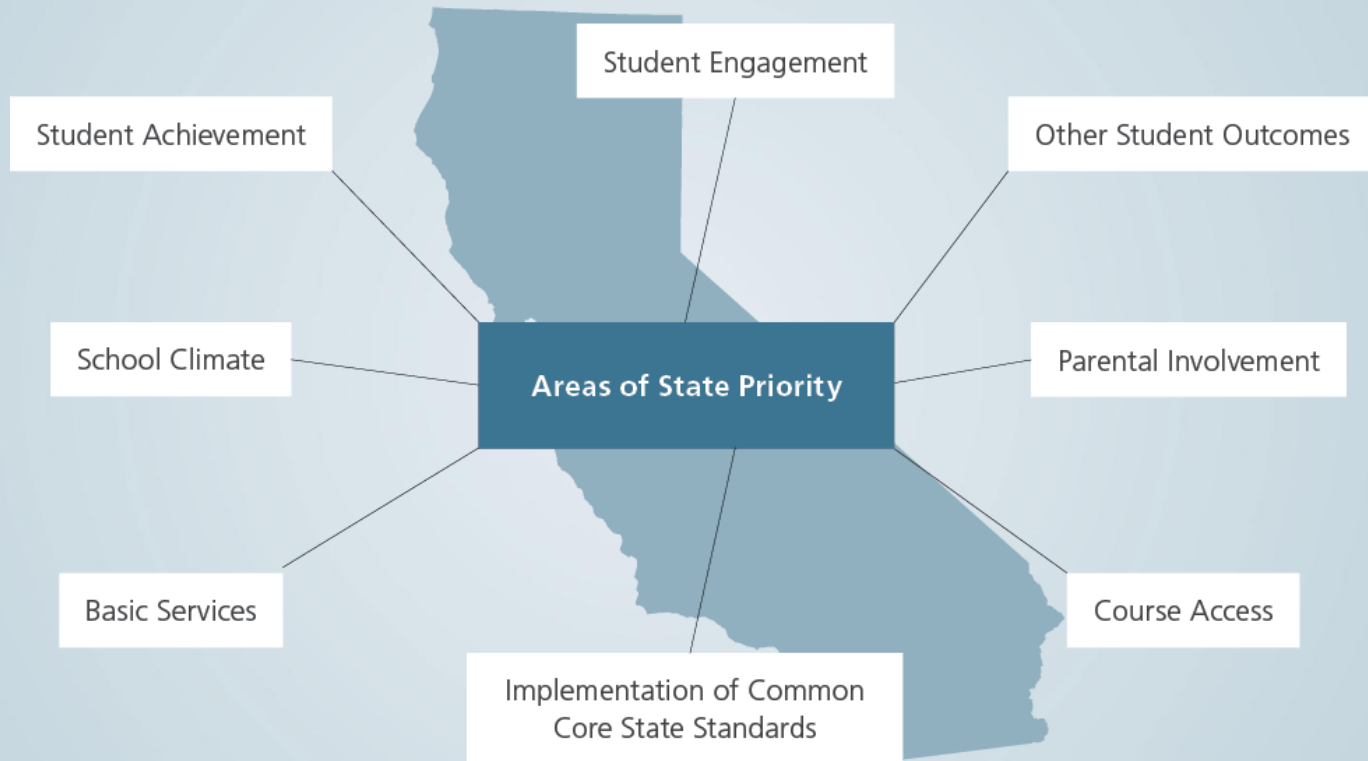 Student Engagement
Student Achievement
Other Student Outcomes
School Climate
Areas of State Priority
Parental Involvement
Basic Services
Course Access
Implementation of Common
Core State Standards